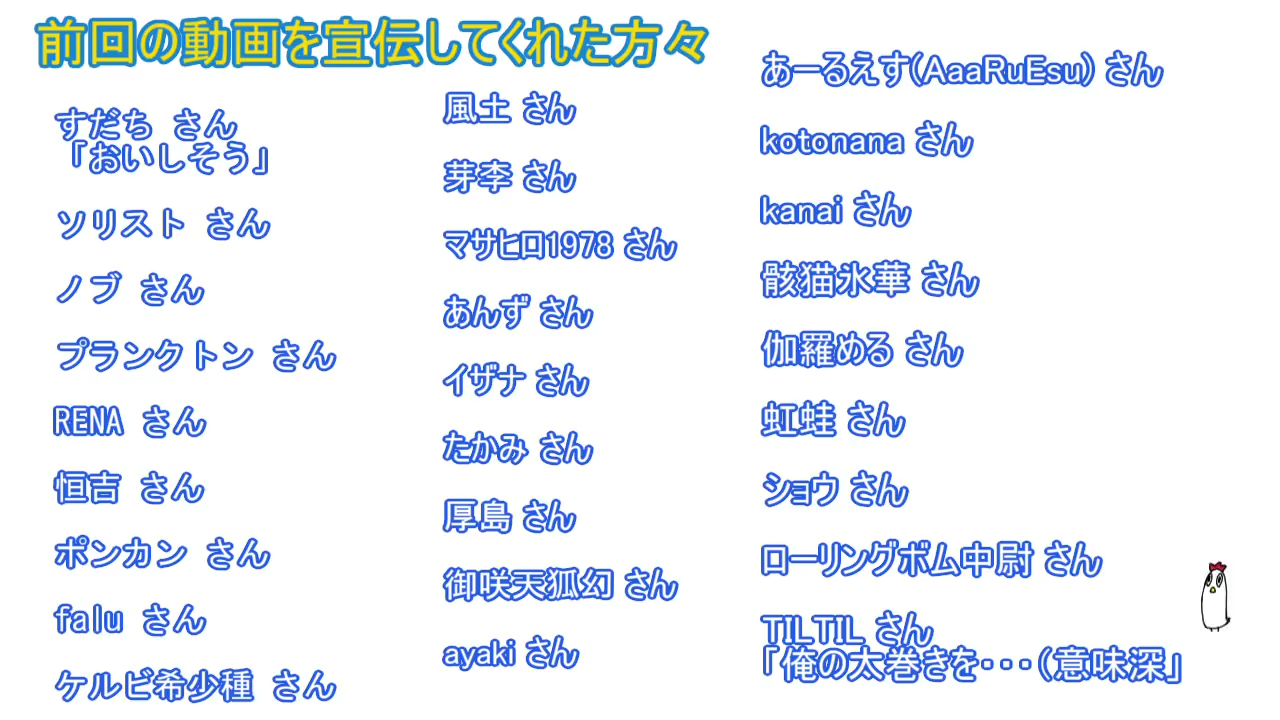 前回の動画を宣伝してくれた方々
すだち さん
「おいしそう」
ソリスト さん
ノブ さん
プランクトン さん
RENA さん
恒吉 さん
ポンカン さん
falu さん
ケルビ希少種 さん
風土 さん
芽李 さん
マサヒロ1978 さん
あんず さん
イザナ さん
たかみ さん
厚島 さん
御咲天狐幻 さん
ayaki さん
あーるえす(AaaRuEsu) さん
kotonana さん
kanai さん
骸猫氷華 さん
伽羅める さん
虹蛙 さん
ショウ さん
ローリングボム中尉 さん
TILTIL さん
「俺の太巻きを・・・(意味深」